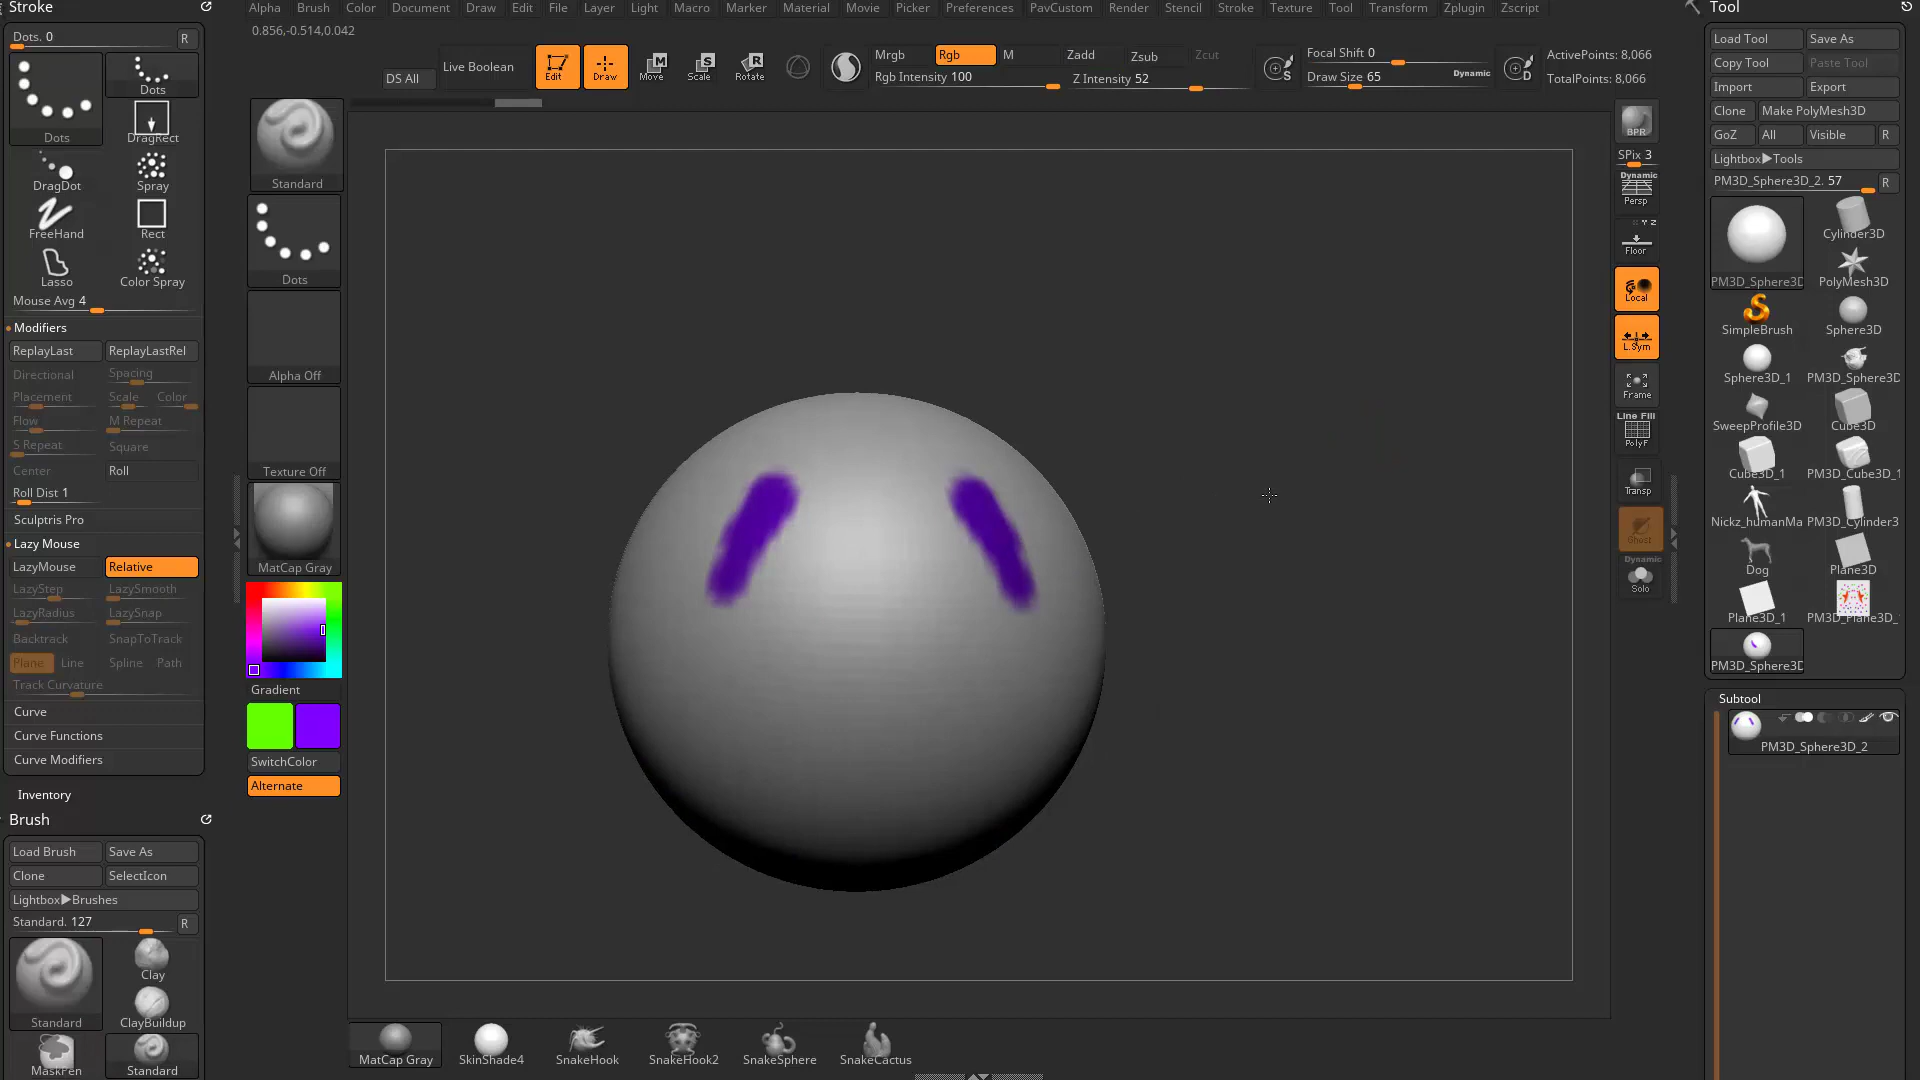 Stroke
Alpha Brush Color Document Draw Edit File Layer Light Macro Marker Material Movie Picker Preferences PavCustom Render Stencil Stroke Texture Tool Transform Zplugin Zscript
Tool
0.856,-0.514,0.042
Dots. 0
R
Dots
Dots
DragRect
DragDot
Spray
FreeHand
Rect
Lasso
Color Spray
Mouse Avg 4
Modifiers
ReplayLast
ReplayLastRel
Directional
Spacing
Placement
Scale
Color
Flow
M Repeat
S Repeat
Square
Center
Roll
Roll Dist 1
Sculptris Pro
Lazy Mouse
LazyMouse
Relative
LazyStep
LazySmooth
LazyRadius
LazySnap
Backtrack
SnapToTrack
Plane
Line
Spline
Path
Track Curvature
Curve
Curve Functions
Curve Modifiers
Inventory
Brush
Load Brush
Save As
Clone
SelectIcon
Lightbox▶Brushes
Standard. 127
R
Standard
Clay
ClayBuildup
MaskPen
Standard
DS All
Live Boolean
Edit
Draw
Move
Scale
Rotate
Mrgb
Rgb
M
Rgb Intensity 100
Zadd
Zsub
Zcut
Z Intensity 52
S
Focal Shift 0
Draw Size 65
Dynamic
D
ActivePoints: 8,066
TotalPoints: 8,066
Standard
Dots
Alpha Off
Texture Off
MatCap Gray
Gradient
SwitchColor
Alternate
MatCap Gray
SkinShade4
SnakeHook
SnakeHook2
SnakeSphere
SnakeCactus
BPR
SPix 3
Dynamic
Persp
Floor
Local
L.Sym
Frame
Line Fill
PolyF
Transp
Ghost
Dynamic
Solo
Load Tool
Save As
Copy Tool
Paste Tool
Import
Export
Clone
Make PolyMesh3D
GoZ
All
Visible
R
Lightbox▶Tools
PM3D_Sphere3D_2. 57
R
PM3D_Sphere3D
Cylinder3D
PolyMesh3D
SimpleBrush
Sphere3D
Sphere3D_1
PM3D_Sphere3D
SweepProfile3D
Cube3D
Cube3D_1
PM3D_Cube3D_1
Nickz_humanMa
PM3D_Cylinder3
Dog
Plane3D
Plane3D_1
PM3D_Plane3D_
PM3D_Sphere3D
Subtool
PM3D_Sphere3D_2